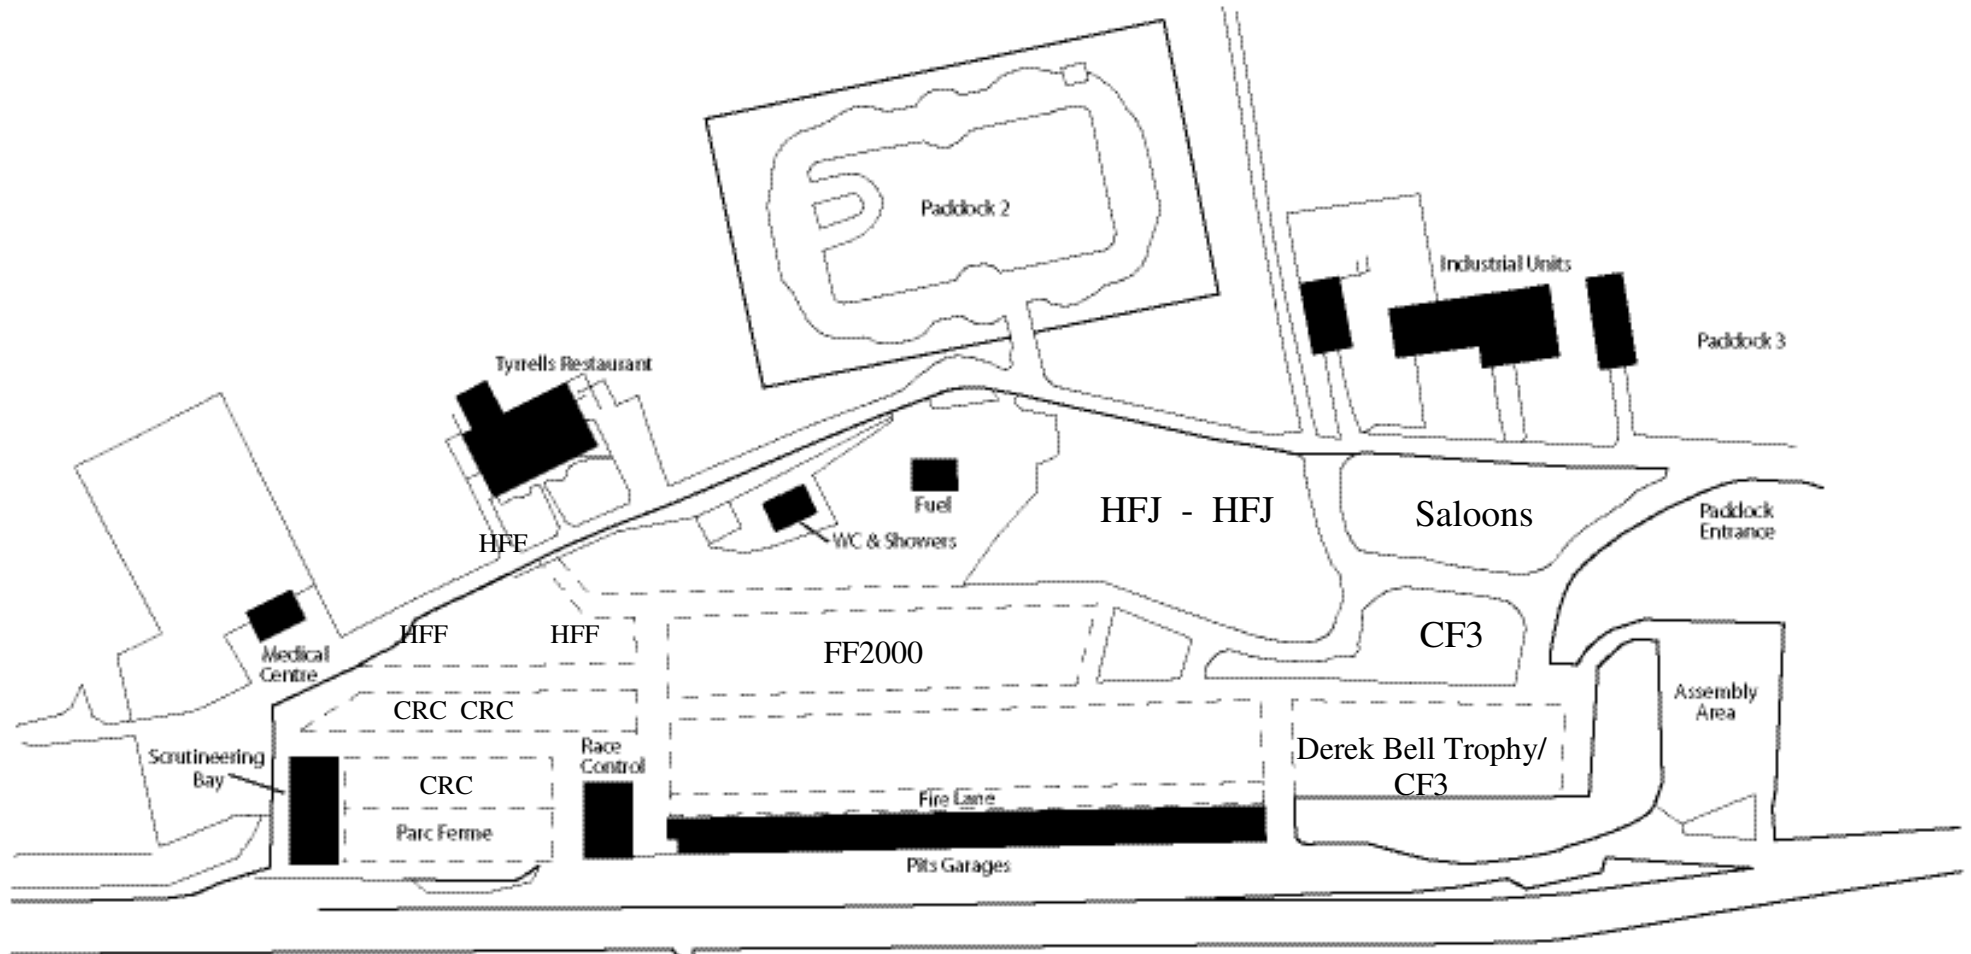 Paddock 2
Industrial Units
Paddock 3
Tyrrells Restaurant
HFJ - HFJ
Saloons
Fuel
Paddock
Entrance
WC & Showers
HFF
HFF
HFF
CF3
FF2000
Medical
Centre
Assembly
Area
CRC CRC
Race
Control
Scrutineering
Bay
Derek Bell Trophy/
CF3
CRC
Fire Lane
Parc Ferme
Pits Garages